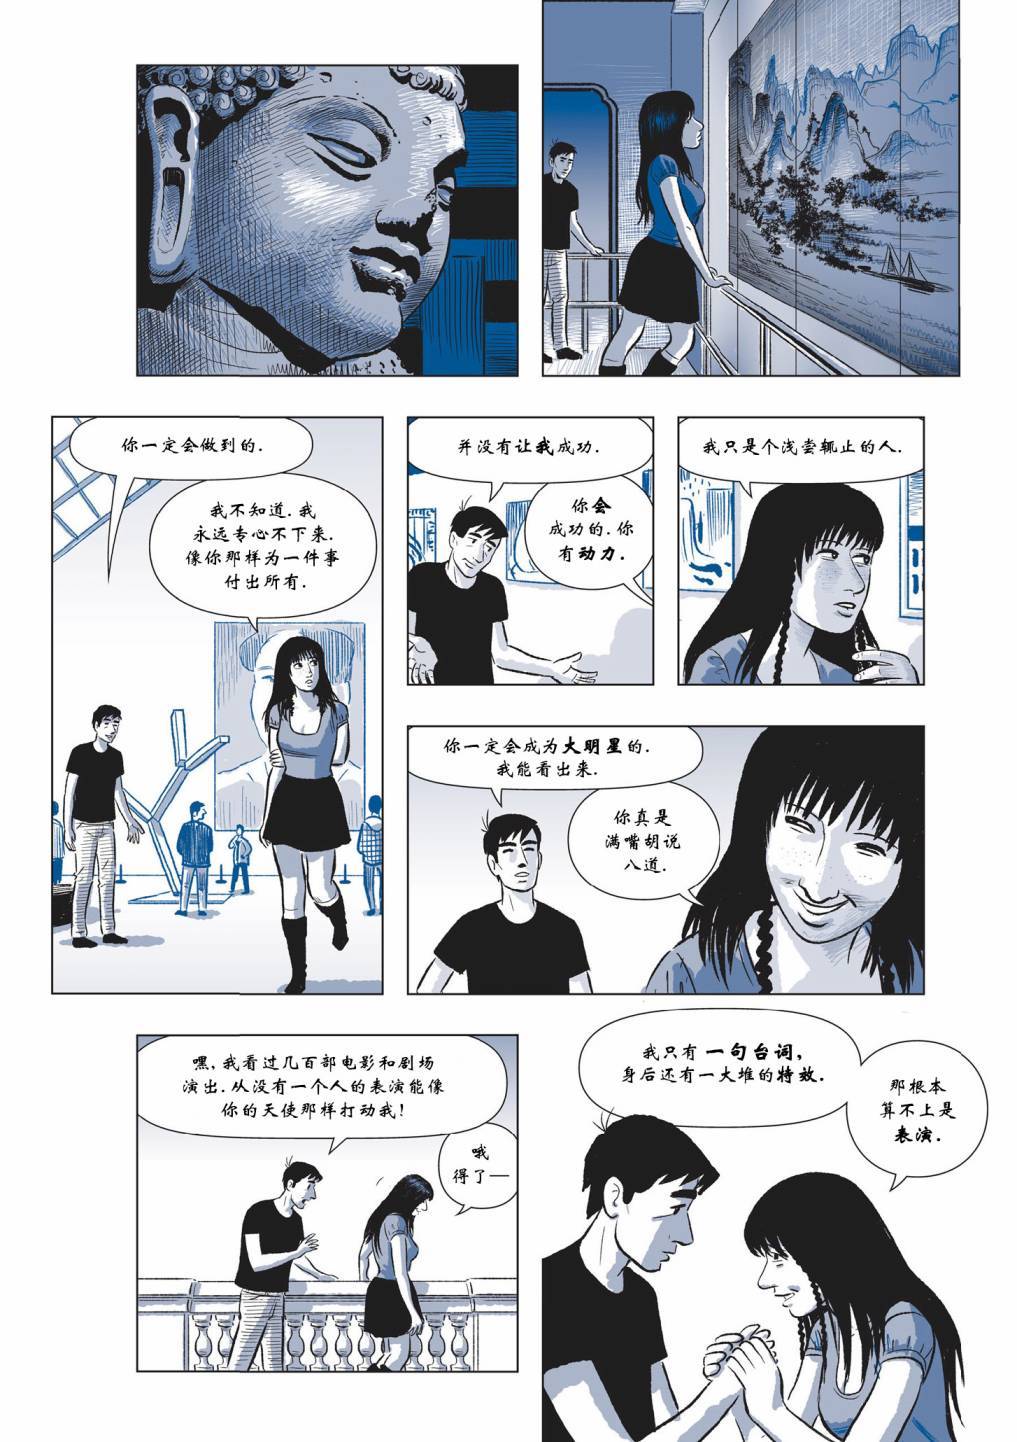 你一定会做到的.
我不知道.我
永远专心不下来.
像你那样为一件事
付出所有.
并没有让我成功.
你会
成功的.你
有动力.
我只是个浅尝辄止的人.
你一定会成为大明星的.
我能看出来.
你真是
满嘴胡说
八道.
嘿,我看过几百部电影和剧场
演出.从没有一个人的表演能像
你的天使那样打动我!
哦
得了—
我只有一句台词,
身后还有一大堆的特效.
那根本
算不上是
表演.